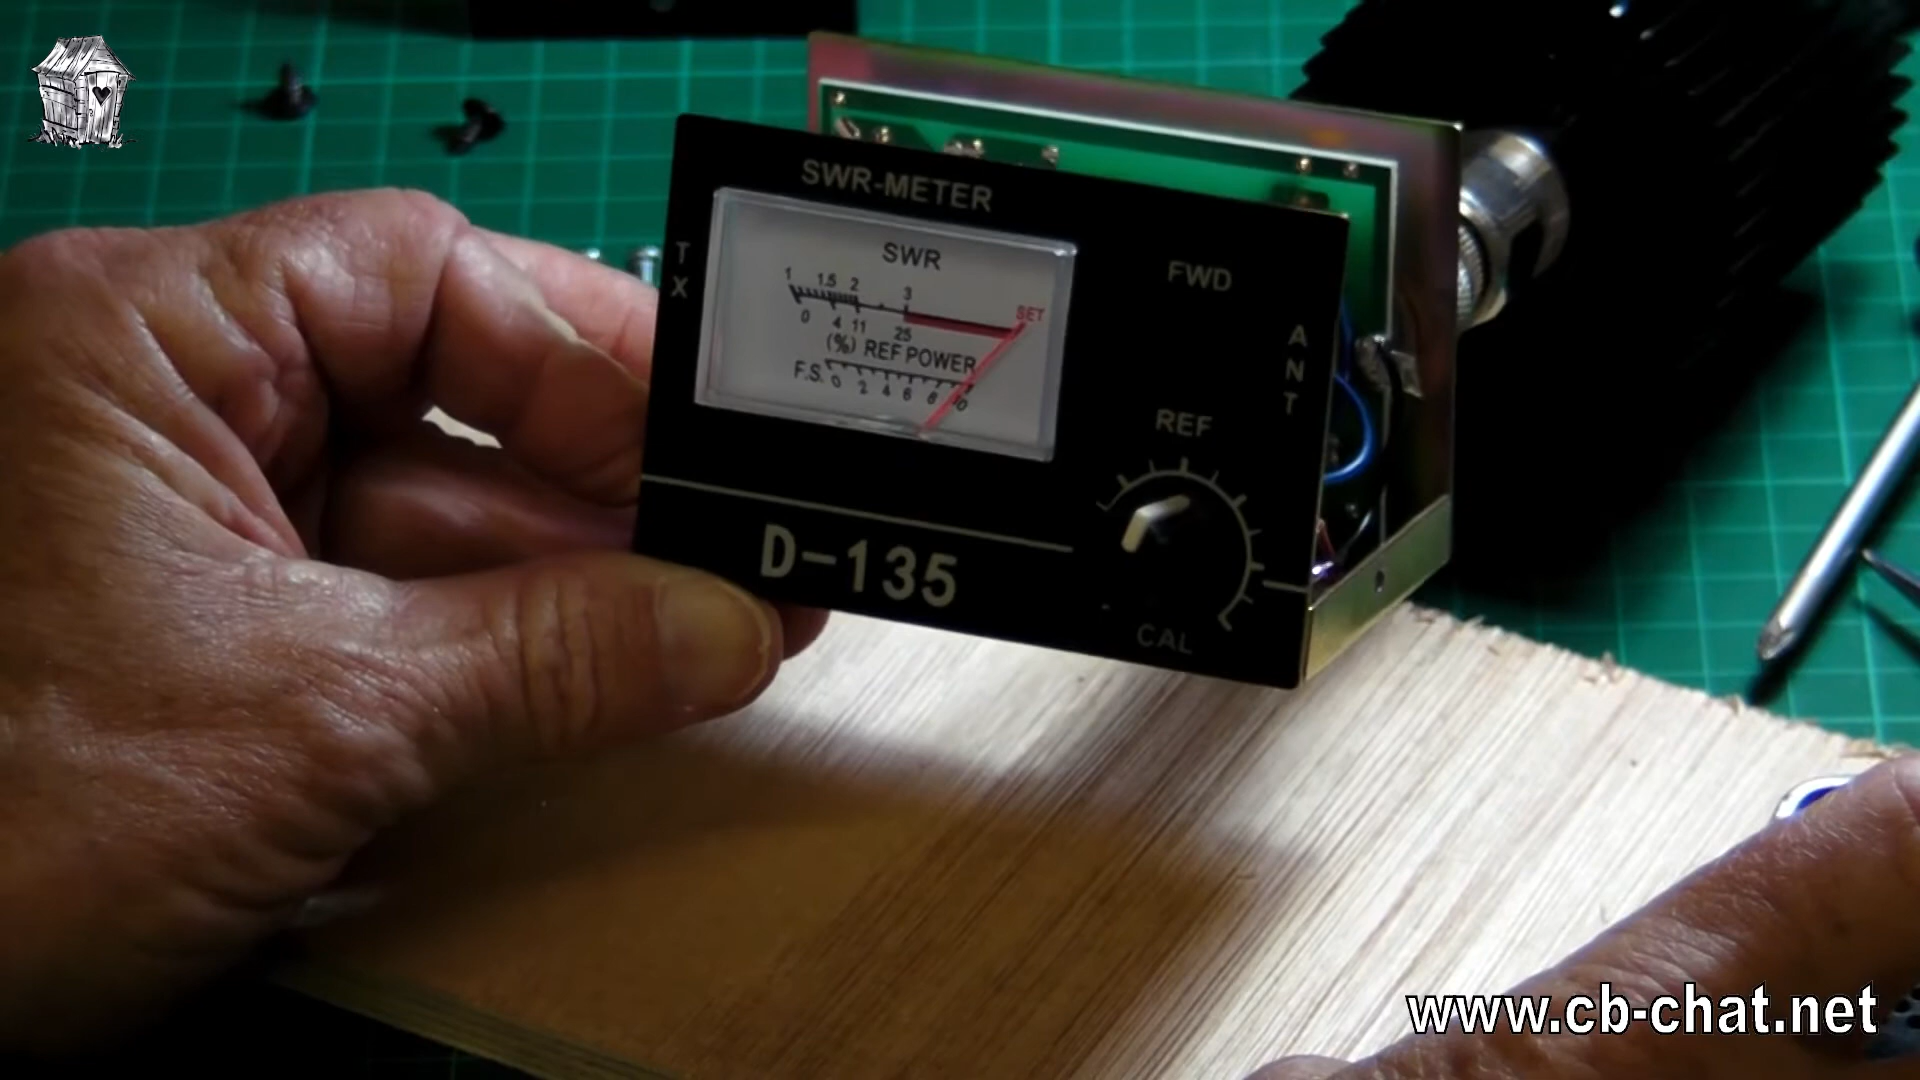 SWR-METER
TX
SWR
1 1.5 2 3
SET
0 4 11 25
(%) REF POWER
F.S. 0 2 4 6 8 10
FWD
ANT
REF
CAL
D-135
www.cb-chat.net